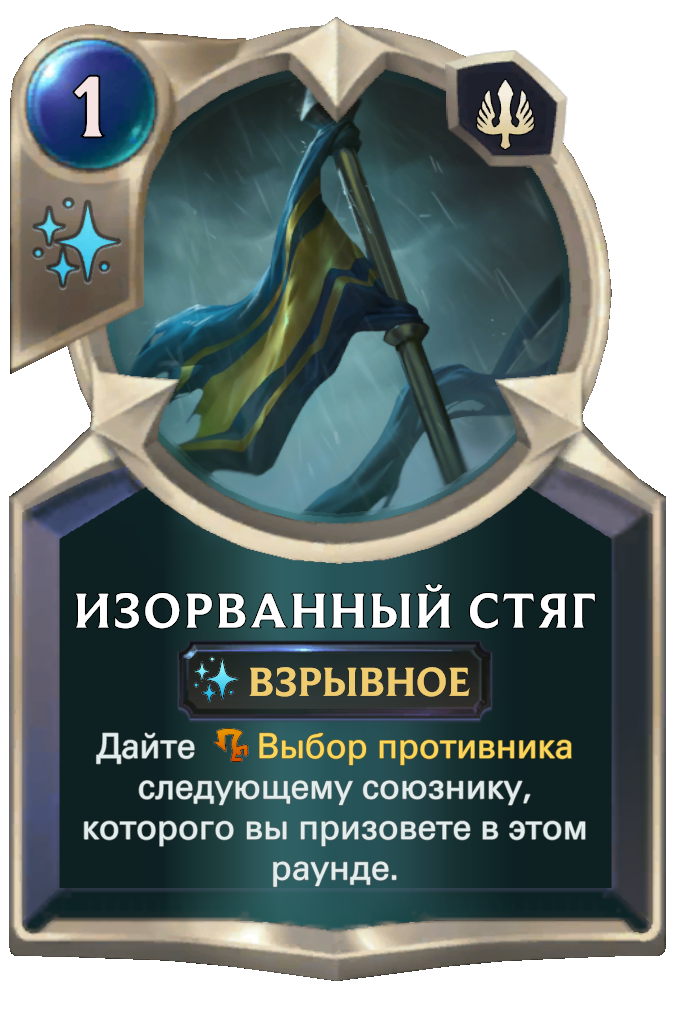 1
ИЗОРВАННЫЙ СТЯГ
ВЗРЫВНОЕ
Дайте Выбор противника
следующему союзнику,
которого вы призовете в этом
раунде.